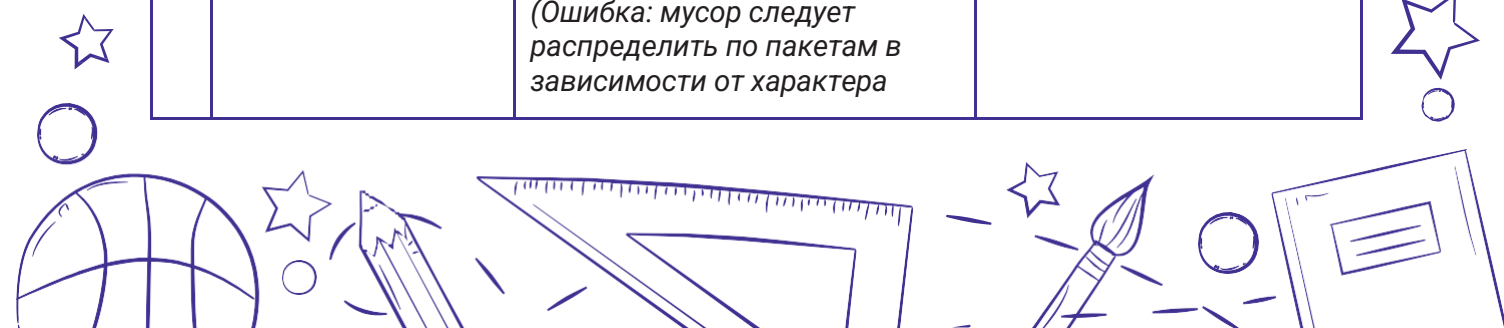 (Ошибка: мусор следует
распределить по пакетам в
зависимости от характера